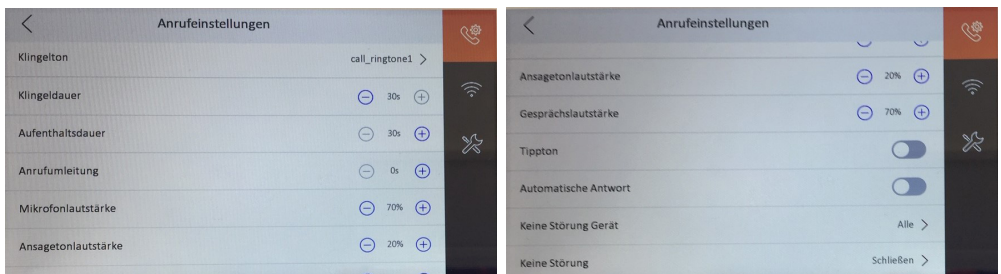 Anrufeinstellungen
Klingelton call_ringtone1 >
Klingeldauer 30s
Aufenthaltsdauer 30s
Anrufumleitung 0s
Mikrofonlautstärke 70%
Ansagetonlautstärke 20%
Anrufeinstellungen
Ansagetonlautstärke 20%
Gesprächslautstärke 70%
Tippton
Automatische Antwort
Keine Störung Gerät Alle >
Keine Störung Schließen >